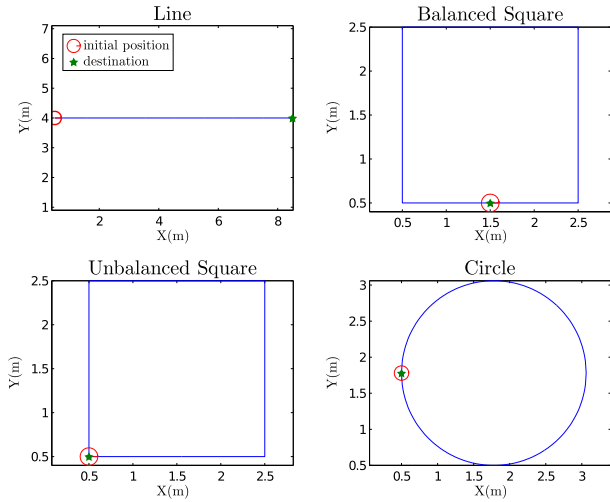 Line
7
6
5
4
3
2
1
Y(m)
initial position
destination
2 4 6 8
X(m)
Balanced Square
2.5
2
1.5
1
0.5
Y(m)
0.5 1 1.5 2 2.5
X(m)
Unbalanced Square
2.5
2
1.5
1
0.5
Y(m)
0.5 1 1.5 2 2.5
X(m)
Circle
3
2.5
2
1.5
1
0.5
Y(m)
0.5 1 1.5 2 2.5 3
X(m)